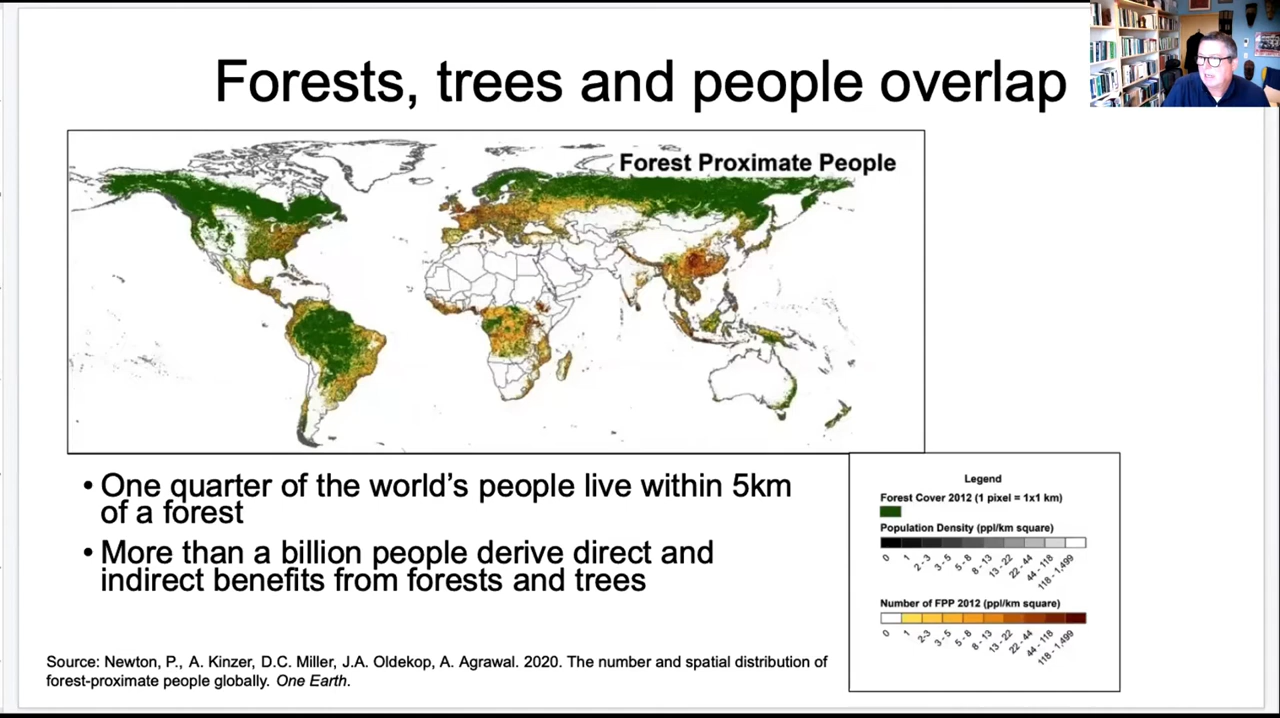 Forests, trees and people overlap
Forest Proximate People
• One quarter of the world's people live within 5km
of a forest
• More than a billion people derive direct and
indirect benefits from forests and trees
Source: Newton, P., A. Kinzer, D.C. Miller, J.A. Oldekop, A. Agrawal. 2020. The number and spatial distribution of
forest-proximate people globally. One Earth.
Legend
Forest Cover 2012 (1 pixel = 1x1 km)
Population Density (ppl/km square)
0 1 2-3 3-5 5-8 8-13 13-22 22-44 44-118 118-1,499
Number of FPP 2012 (ppl/km square)
0 1 2-3 3-5 5-8 8-13 13-22 22-44 44-118 118-1,499